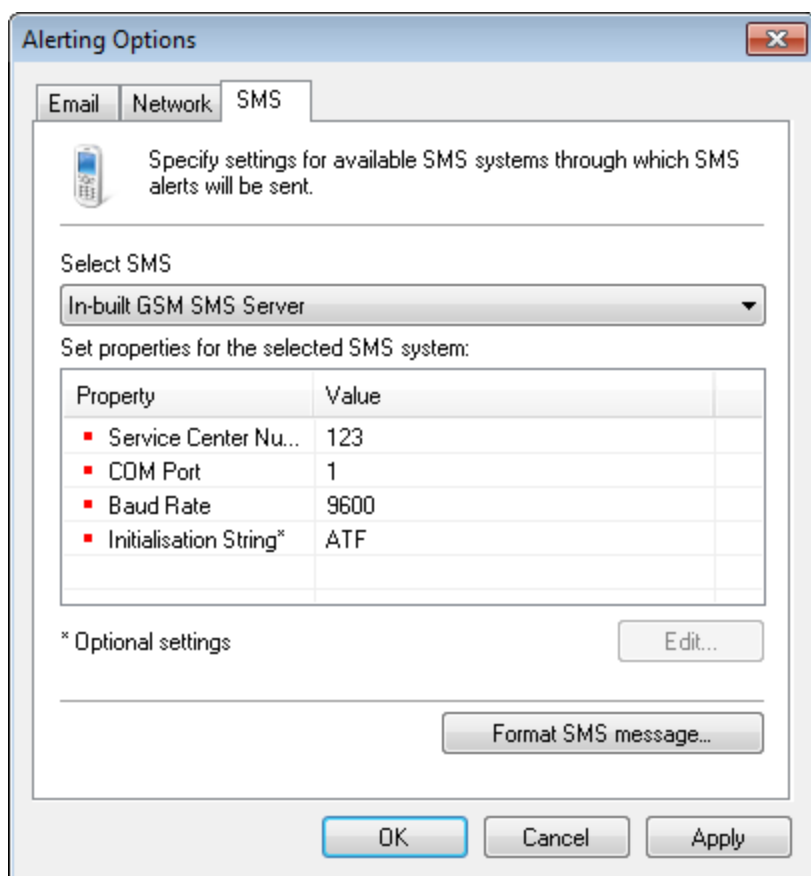 Alerting Options
Email Network SMS
Specify settings for available SMS systems through which SMS
alerts will be sent.
Select SMS
In-built GSM SMS Server
Set properties for the selected SMS system:
Property Value
Service Center Nu... 123
COM Port 1
Baud Rate 9600
Initialisation String* ATF
* Optional settings Edit...
Format SMS message...
OK Cancel Apply